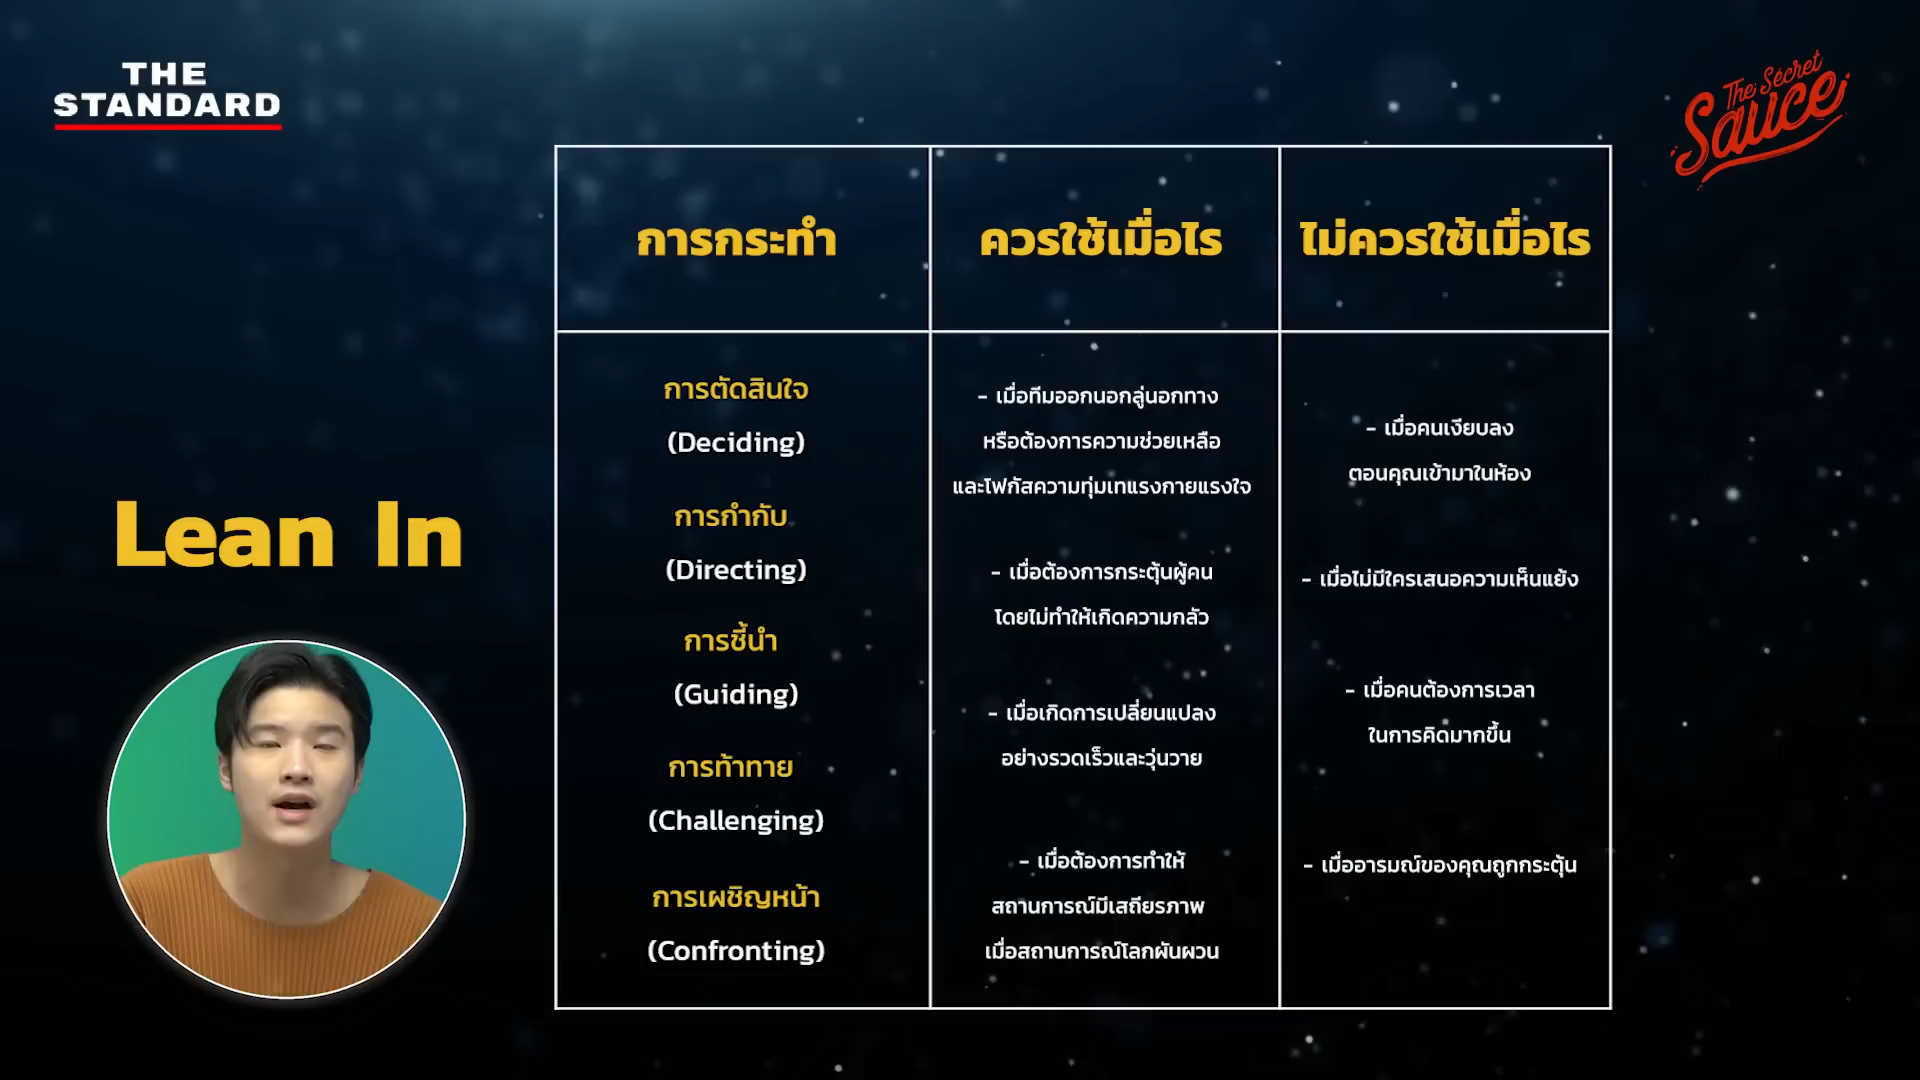 THE
STANDARD
The Secret
Sauce
Lean In
การกระทำ
ควรใช้เมื่อไร
ไม่ควรใช้เมื่อไร
การตัดสินใจ
(Deciding)
การกำกับ
(Directing)
การชี้นำ
(Guiding)
การท้าทาย
(Challenging)
การเผชิญหน้า
(Confronting)
- เมื่อทีมออกนอกลู่นอกทาง
หรือต้องการความช่วยเหลือ
และโฟกัสความทุ่มเทแรงกายแรงใจ
- เมื่อต้องการกระตุ้นผู้คน
โดยไม่ทำให้เกิดความกลัว
- เมื่อเกิดการเปลี่ยนแปลง
อย่างรวดเร็วและวุ่นวาย
- เมื่อต้องการทำให้
สถานการณ์มีเสถียรภาพ
เมื่อสถานการณ์โลกผันผวน
- เมื่อคนเงียบลง
ตอนคุณเข้ามาในห้อง
- เมื่อไม่มีใครเสนอความเห็นแย้ง
- เมื่อคนต้องการเวลา
ในการคิดมากขึ้น
- เมื่ออารมณ์ของคุณถูกกระตุ้น